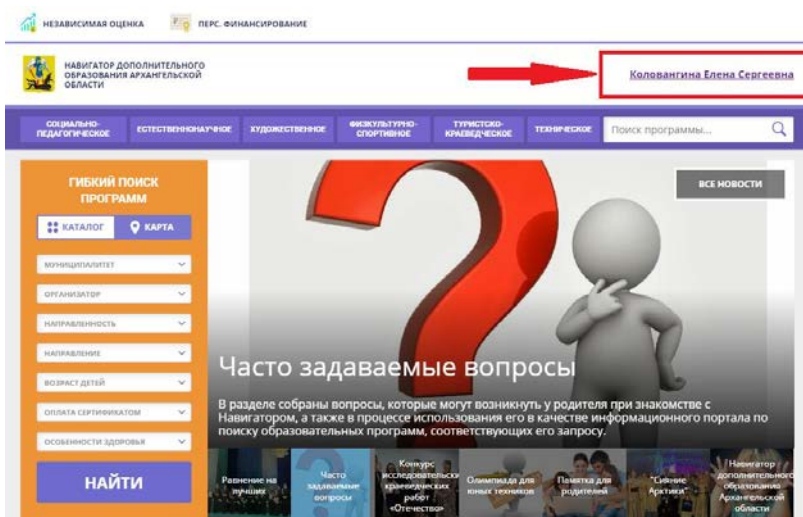 НЕЗАВИСИМАЯ ОЦЕНКА
ПЕРС. ФИНАНСИРОВАНИЕ
НАВИГАТОР ДОПОЛНИТЕЛЬНОГО
ОБРАЗОВАНИЯ АРХАНГЕЛЬСКОЙ
ОБЛАСТИ
Коловангина Елена Сергеевна
СОЦИАЛЬНО-
ПЕДАГОГИЧЕСКОЕ
ЕСТЕСТВЕННОНАУЧНОЕ
ХУДОЖЕСТВЕННОЕ
ФИЗКУЛЬТУРНО-
СПОРТИВНОЕ
ТУРИСТСКО-
КРАЕВЕДЧЕСКОЕ
ТЕХНИЧЕСКОЕ
Поиск программы...
ГИБКИЙ ПОИСК
ПРОГРАММ
КАТАЛОГ
КАРТА
МУНИЦИПАЛИТЕТ
ОРГАНИЗАТОР
НАПРАВЛЕННОСТЬ
НАПРАВЛЕНИЕ
ВОЗРАСТ ДЕТЕЙ
ОПЛАТА СЕРТИФИКАТОМ
ОСОБЕННОСТИ ЗДОРОВЬЯ
НАЙТИ
ВСЕ НОВОСТИ
Часто задаваемые вопросы
В разделе собраны вопросы, которые могут возникнуть у родителя при знакомстве с
Навигатором, а также в процессе использования его в качестве информационного портала по
поиску образовательных программ, соответствующих его запросу.
Равнение на
лучших
Часто
задаваемые
вопросы
Конкурс
исследовательски
краеведческих
работ
«Отечество»
Олимпиада для
юных техников
Памятка для
родителей
"Сияние
Арктики"
Навигатор
дополнительного
образования
Архангельской
области